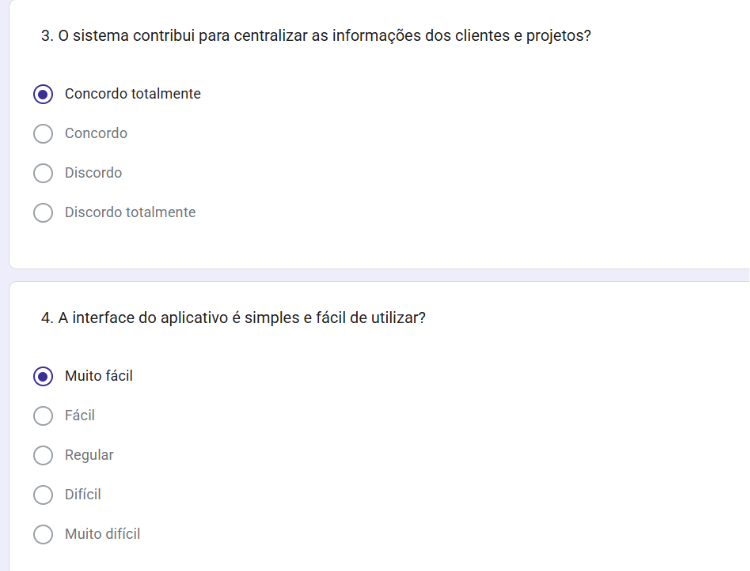 3. O sistema contribui para centralizar as informações dos clientes e projetos?
Concordo totalmente
Concordo
Discordo
Discordo totalmente
4. A interface do aplicativo é simples e fácil de utilizar?
Muito fácil
Fácil
Regular
Difícil
Muito difícil